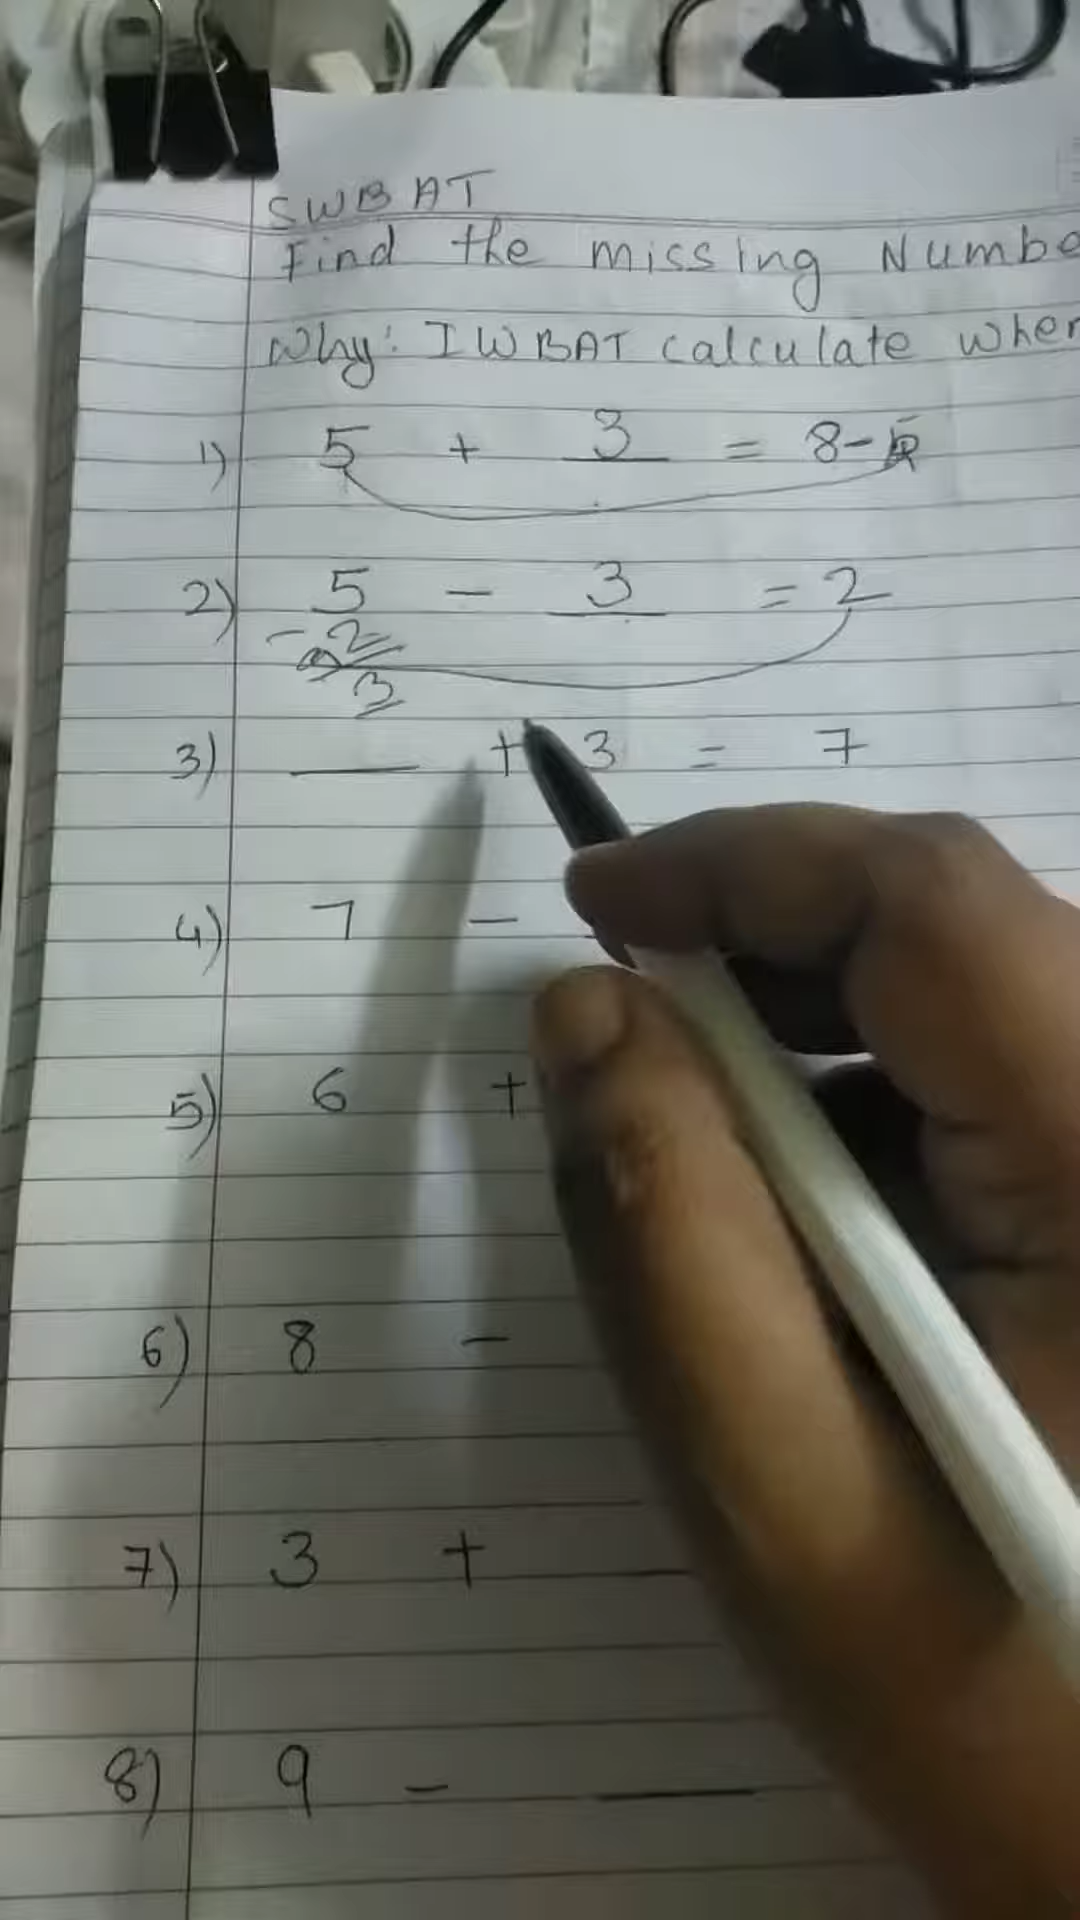 SWBAT
Find the missing Numbe
Why: IWBAT calculate when
1) 5 + 3 = 8-5
2) 5 - 3 = 2
- 2
3
3) ___ + 3 = 7
4) 7 -
5) 6 +
6) 8 -
7) 3 +
8) 9 - ___